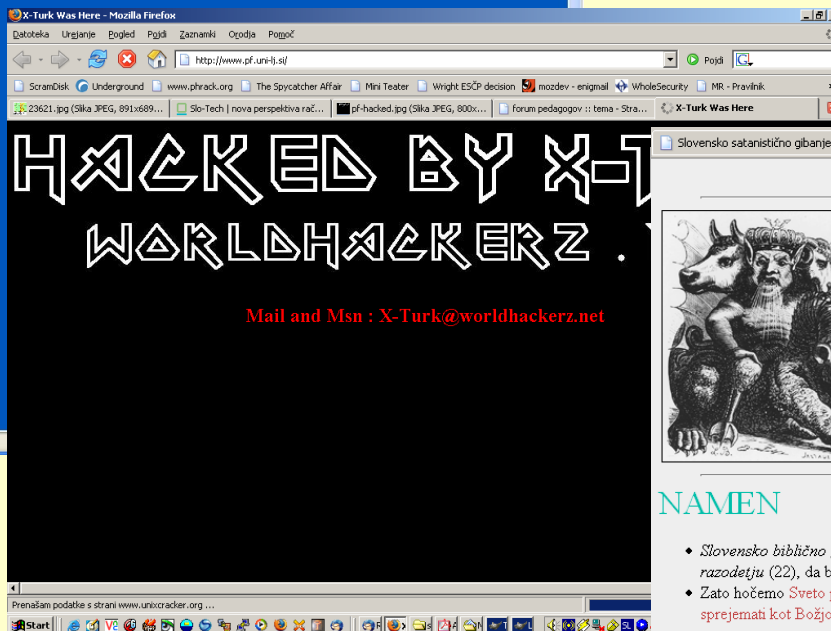 X-Turk Was Here - Mozilla Firefox
Datoteka Urejanje Pogled Pojdi Zaznamki Orodja Pomoč
http://www.pf.uni-lj.si/ Pojdi
ScramDisk Underground www.phrack.org The Spycatcher Affair Mini Teater Wright ESČP decision mozdev - enigmail WholeSecurity MR - Pravilnik
23621.jpg (Slika JPEG, 891x689... Slo-Tech | nova perspektiva rač... pf-hacked.jpg (Slika JPEG, 800x... forum pedagogov :: tema - Stra... X-Turk Was Here
HACKED BY X-T
WORLDHACKERZ .
Mail and Msn : X-Turk@worldhackerz.net
Slovensko satanistično gibanje
NAMEN
Slovensko biblično
razodetju (22), da b
Zato hočemo Sveto
sprejemati kot Božjo
Prenašam podatke s strani www.unixcracker.org ...
Start
SL